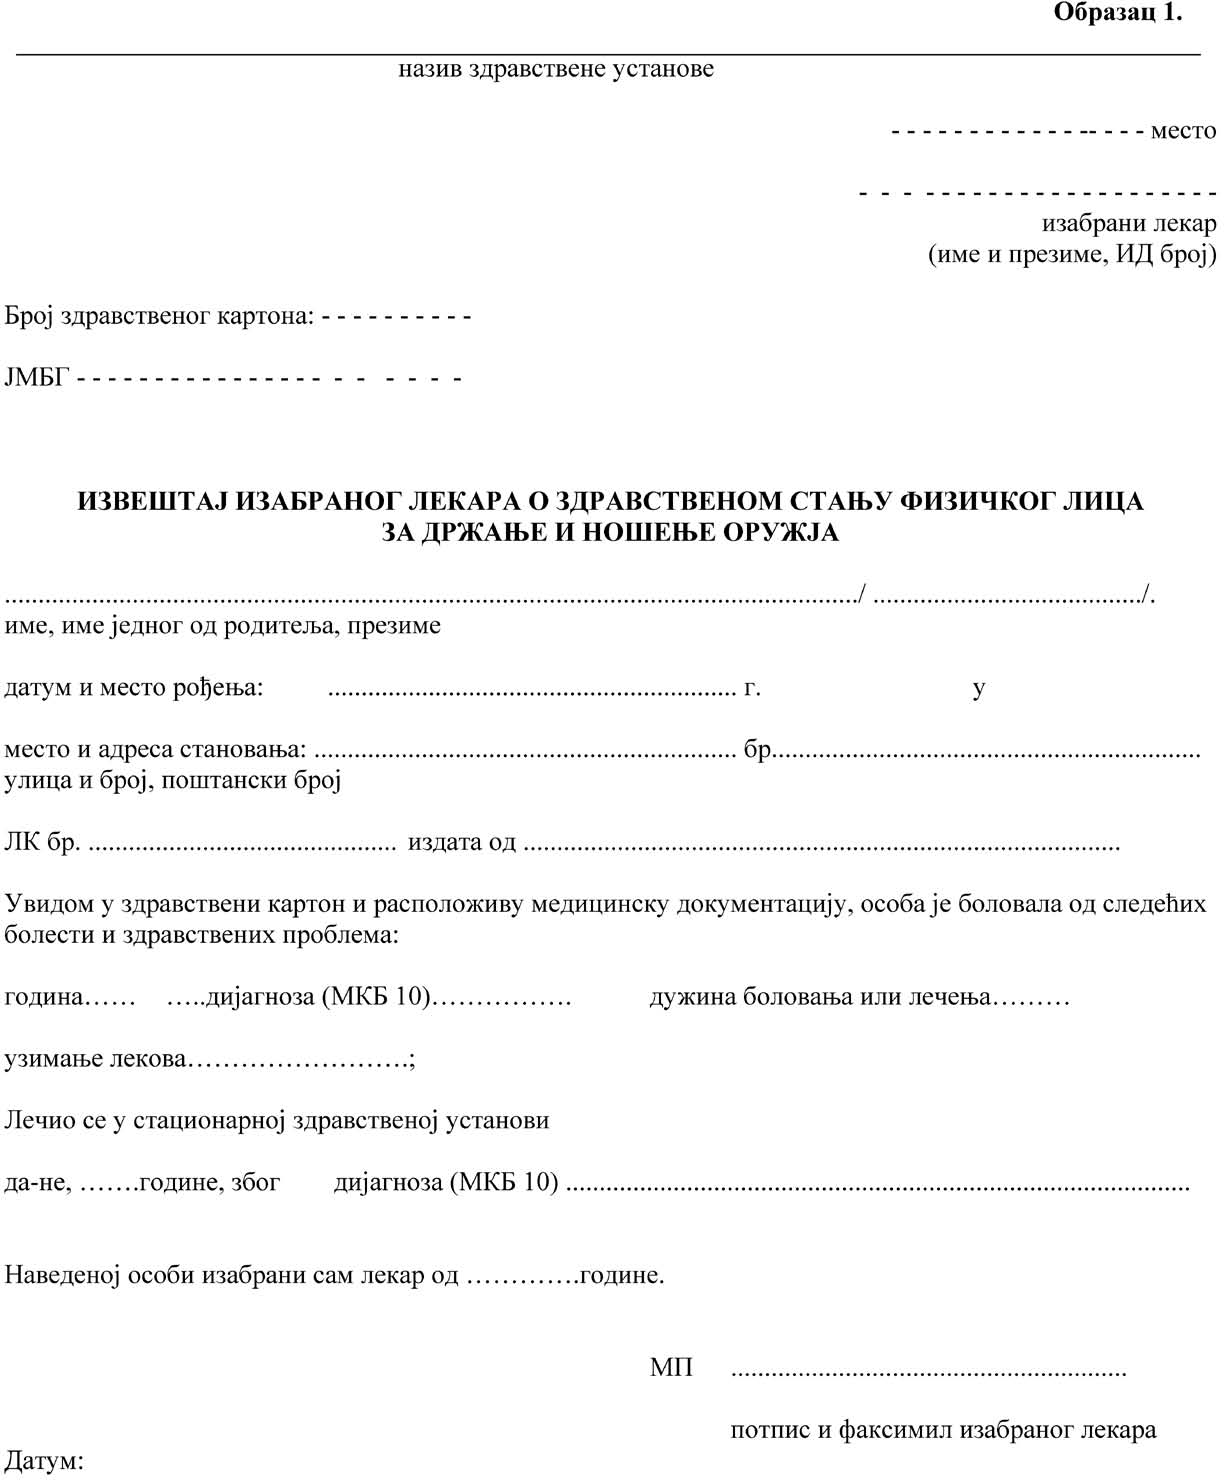 Образац 1.
назив здравствене установе
- - - - - - - - - - - - -- - - - место
- - - - - - - - - - - - - - - - - - - - - -
изабрани лекар
(име и презиме, ИД број)
Број здравственог картона: - - - - - - - - - -
ЈМБГ - - - - - - - - - - - - - - - - - - - - - -
ИЗВЕШТАЈ ИЗАБРАНОГ ЛЕКАРА О ЗДРАВСТВЕНОМ СТАЊУ ФИЗИЧКОГ ЛИЦА
ЗА ДРЖАЊЕ И НОШЕЊЕ ОРУЖЈА
................................................................................................................................/ ......................................../.
име, име једног од родитеља, презиме
датум и место рођења: ............................................................. г. у
место и адреса становања: ............................................................... бр................................................................
улица и број, поштански број
ЛК бр. .............................................. издата од .........................................................................................
Увидом у здравствени картон и расположиву медицинску документацију, особа је боловала од следећих
болести и здравствених проблема:
година…… …..дијагноза (МКБ 10)……………. дужина боловања или лечења………
узимање лекова…………………….;
Лечио се у стационарној здравственој установи
да-не, …….године, због дијагноза (МКБ 10) .............................................................................................
Наведеној особи изабрани сам лекар од ………….године.
МП ...........................................................
потпис и факсимил изабраног лекара
Датум: